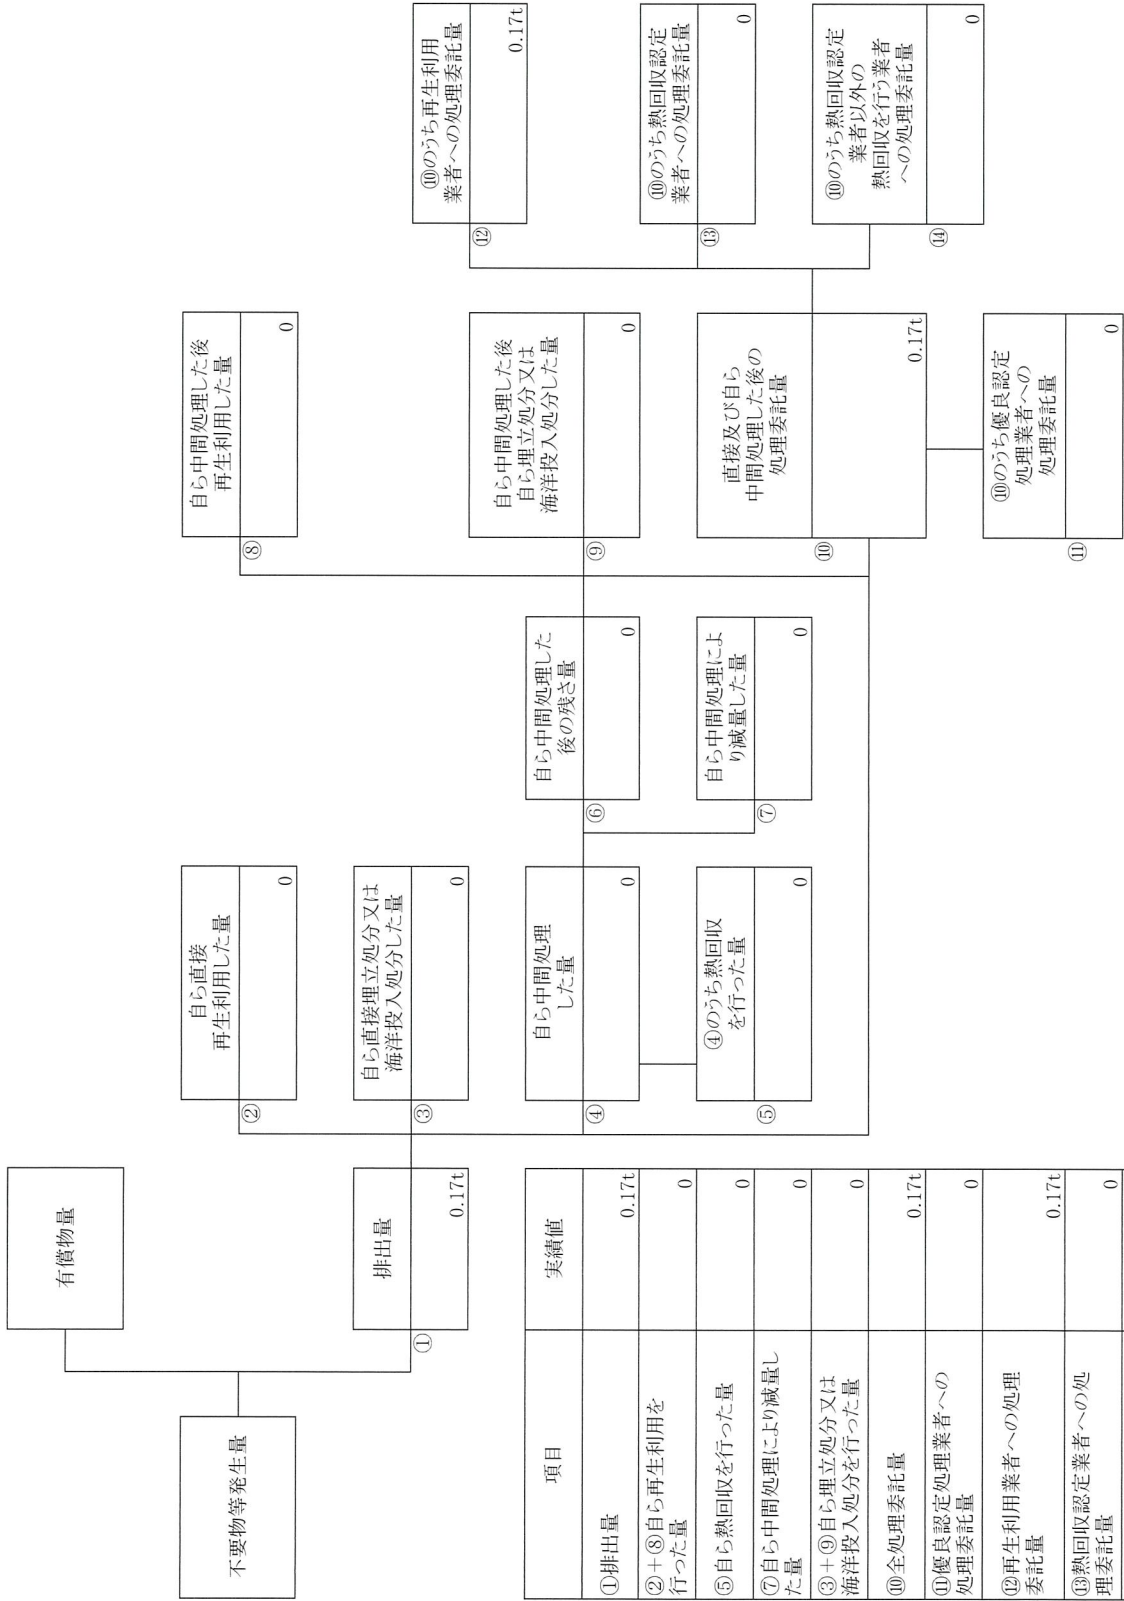 不要物等発生量
有償物量
排出量
①
0.17t
自ら直接
再生利用した量
②
0
自ら直接埋立処分又は
海洋投入処分した量
③
0
自ら中間処理
した量
④
0
④のうち熱回収
を行った量
⑤
0
自ら中間処理した
後の残さ量
⑥
0
自ら中間処理によ
り減量した量
⑦
0
自ら中間処理した後
再生利用した量
⑧
0
自ら中間処理した後
自ら埋立処分又は
海洋投入処分した量
⑨
0
直接及び自ら
中間処理した後の
処理委託量
⑩
0.17t
⑩のうち優良認定
処理業者への
処理委託量
⑪
0
⑩のうち再生利用
業者への処理委託量
⑫
0.17t
⑩のうち熱回収認定
業者への処理委託量
⑬
0
⑩のうち熱回収認定
業者以外の
熱回収を行う業者
への処理委託量
⑭
0
項目 実績値
①排出量 0.17t
②+⑧自ら再生利用を
行った量 0
⑤自ら熱回収を行った量 0
⑦自ら中間処理により減量し
た量 0
③+⑨自ら埋立処分又は
海洋投入処分を行った量 0
⑩全処理委託量 0.17t
⑪優良認定処理業者への
処理委託量 0
⑫再生利用業者への処理
委託量 0.17t
⑬熱回収認定業者への処
理委託量 0